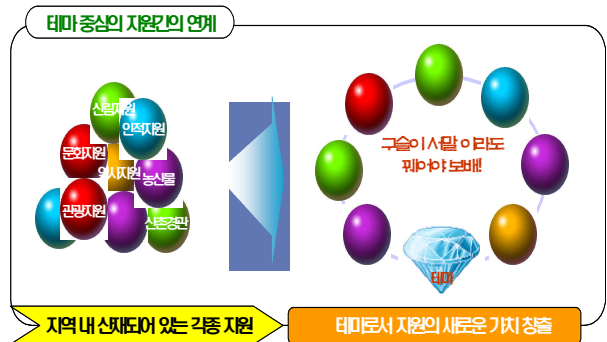 테마 중심의 자원간의 연계
산림자원
인적자원
문화자원
역사자원
농산물
관광자원
산촌경관
구슬이 서말 이라도
꿰어야 보배!
테마
지역 내 산재되어 있는 각종 자원
테마로서 자원의 새로운 가치 창출